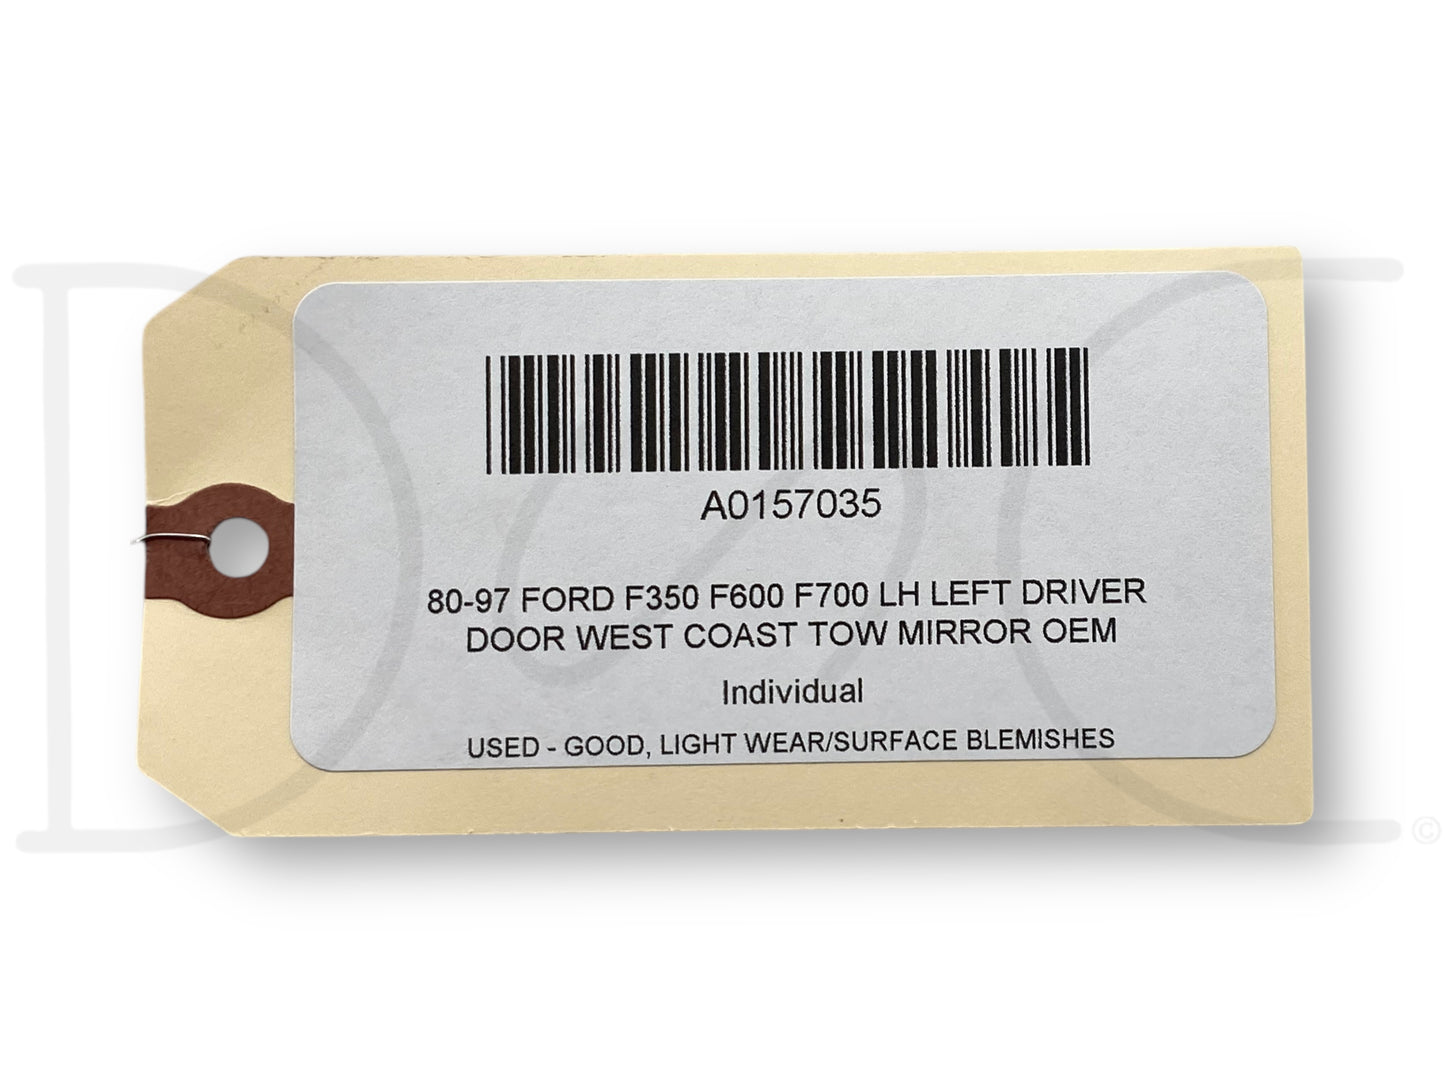 A0157035
80-97 FORD F350 F600 F700 LH LEFT DRIVER
DOOR WEST COAST TOW MIRROR OEM
Individual
USED - GOOD, LIGHT WEAR/SURFACE BLEMISHES
©